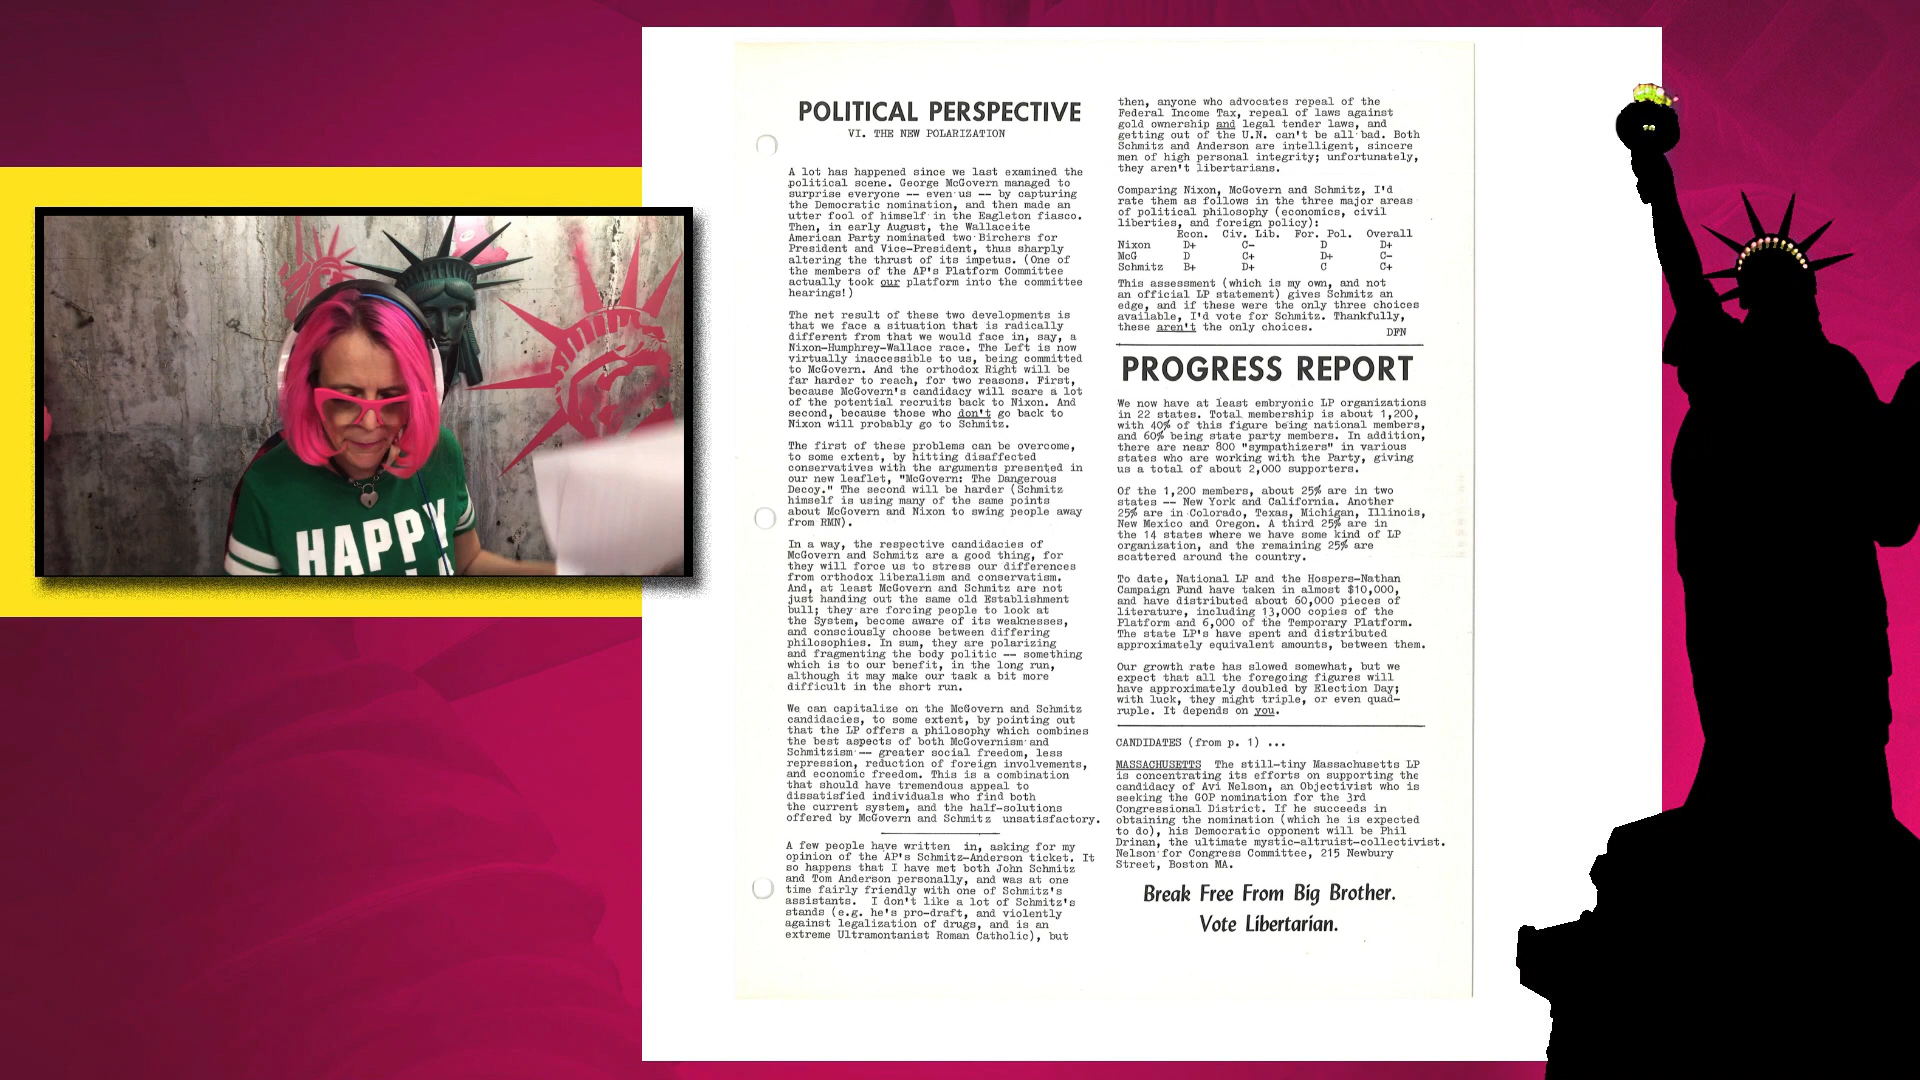 HAPPY
POLITICAL PERSPECTIVE
VI. THE NEW POLARIZATION
A lot has happened since we last examined the
political scene. George McGovern managed to
surprise everyone -- even us -- by capturing
the Democratic nomination, and then made an
utter fool of himself in the Eagleton fiasco.
Then, in early August, the Wallaceite
American Party nominated two Birchers for
President and Vice-President, thus sharply
altering the thrust of its impetus. (One of
the members of the AP's Platform Committee
actually took our platform into the committee
hearings!)
The net result of these two developments is
that we face a situation that is radically
different from that we would face in, say, a
Nixon-Humphrey-Wallace race. The Left is now
virtually inaccessible to us, being committed
to McGovern. And the orthodox Right will be
far harder to reach, for two reasons. First,
because McGovern's candidacy will scare a lot
of the potential recruits back to Nixon. And
second, because those who don't go back to
Nixon will probably go to Schmitz.
The first of these problems can be overcome,
to some extent, by hitting disaffected
conservatives with the arguments presented in
our new leaflet, "McGovern: The Dangerous
Decoy." The second will be harder (Schmitz
himself is using many of the same points
about McGovern and Nixon to swing people away
from RMN).
In a way, the respective candidacies of
McGovern and Schmitz are a good thing, for
they will force us to stress our differences
from orthodox liberalism and conservatism.
And, at least McGovern and Schmitz are not
just handing out the same old Establishment
bull; they are forcing people to look at
the System, become aware of its weaknesses,
and consciously choose between differing
philosophies. In sum, they are polarizing
and fragmenting the body politic -- something
which is to our benefit, in the long run,
although it may make our task a bit more
difficult in the short run.
We can capitalize on the McGovern and Schmitz
candidacies, to some extent, by pointing out
that the LP offers a philosophy which combines
the best aspects of both McGovernism and
Schmitzism -- greater social freedom, less
repression, reduction of foreign involvements,
and economic freedom. This is a combination
that should have tremendous appeal to
dissatisfied individuals who find both
the current system, and the half-solutions
offered by McGovern and Schmitz unsatisfactory.
A few people have written in, asking for my
opinion of the AP's Schmitz-Anderson ticket. It
so happens that I have met both John Schmitz
and Tom Anderson personally, and was at one
time fairly friendly with one of Schmitz's
assistants. I don't like a lot of Schmitz's
stands (e.g. he's pro-draft, and violently
against legalization of drugs, and is an
extreme Ultramontanist Roman Catholic), but
then, anyone who advocates repeal of the
Federal Income Tax, repeal of laws against
gold ownership and legal tender laws, and
getting out of the U.N. can't be all bad. Both
Schmitz and Anderson are intelligent, sincere
men of high personal integrity; unfortunately,
they aren't libertarians.
Comparing Nixon, McGovern and Schmitz, I'd
rate them as follows in the three major areas
of political philosophy (economics, civil
liberties, and foreign policy):
Econ. Civ. Lib. For. Pol. Overall
Nixon D+ C- D D+
McG D C+ D+ C-
Schmitz B+ D+ C C+
This assessment (which is my own, and not
an official LP statement) gives Schmitz an
edge, and if these were the only three choices
available, I'd vote for Schmitz. Thankfully,
these aren't the only choices.
DFN
PROGRESS REPORT
We now have at least embryonic LP organizations
in 22 states. Total membership is about 1,200,
with 40% of this figure being national members,
and 60% being state party members. In addition,
there are near 800 "sympathizers" in various
states who are working with the Party, giving
us a total of about 2,000 supporters.
Of the 1,200 members, about 25% are in two
states -- New York and California. Another
25% are in Colorado, Texas, Michigan, Illinois,
New Mexico and Oregon. A third 25% are in
the 14 states where we have some kind of LP
organization, and the remaining 25% are
scattered around the country.
To date, National LP and the Hospers-Nathan
Campaign Fund have taken in almost $10,000,
and have distributed about 60,000 pieces of
literature, including 13,000 copies of the
Platform and 6,000 of the Temporary Platform.
The state LP's have spent and distributed
approximately equivalent amounts, between them.
Our growth rate has slowed somewhat, but we
expect that all the foregoing figures will
have approximately doubled by Election Day;
with luck, they might triple, or even quad-
ruple. It depends on you.
CANDIDATES (from p. 1) ...
MASSACHUSETTS The still-tiny Massachusetts LP
is concentrating its efforts on supporting the
candidacy of Avi Nelson, an Objectivist who is
seeking the GOP nomination for the 3rd
Congressional District. If he succeeds in
obtaining the nomination (which he is expected
to do), his Democratic opponent will be Phil
Drinan, the ultimate mystic-altruist-collectivist.
Nelson for Congress Committee, 215 Newbury
Street, Boston MA.
Break Free From Big Brother.
Vote Libertarian.